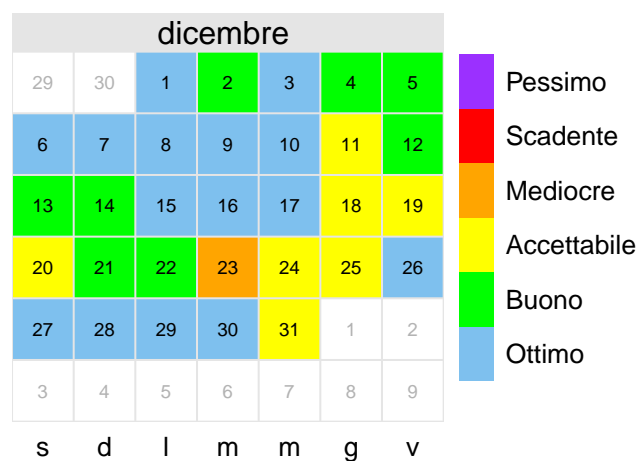 dicembre
29 30 1 2 3 4 5
6 7 8 9 10 11 12
13 14 15 16 17 18 19
20 21 22 23 24 25 26
27 28 29 30 31 1 2
3 4 5 6 7 8 9
s d l m m g v
Pessimo
Scadente
Mediocre
Accettabile
Buono
Ottimo